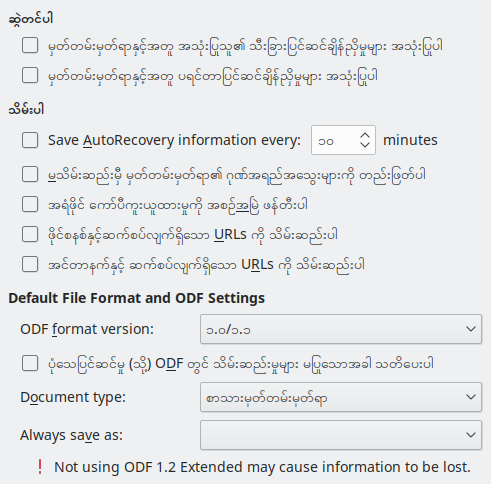 ဆွဲတင်ပါ
မှတ်တမ်းမှတ်ရာနှင့်အတူ အသုံးပြုသူ၏ သီးခြားပြင်ဆင်ချိန်ညှိမှုများ အသုံးပြုပါ
မှတ်တမ်းမှတ်ရာနှင့်အတူ ပရင်တာပြင်ဆင်ချိန်ညှိမှုများ အသုံးပြုပါ
သိမ်းပါ
Save AutoRecovery information every: ၁၀ minutes
မသိမ်းဆည်းမှီ မှတ်တမ်းမှတ်ရာ၏ ဂုဏ်အရည်အသွေးများကို တည်းဖြတ်ပါ
အရံဖိုင် ကော်ပီကူးယူထားမှုကို အစဉ်အမြဲ ဖန်တီးပါ
ဖိုင်စနစ်နှင့်ဆက်စပ်လျက်ရှိသော URLs ကို သိမ်းဆည်းပါ
အင်တာနက်နှင့် ဆက်စပ်လျက်ရှိသော URLs ကို သိမ်းဆည်းပါ
Default File Format and ODF Settings
ODF format version: ၁.၀/၁.၁
ပုံသေပြင်ဆင်မှု (သို့) ODF တွင် သိမ်းဆည်းမှုများ မပြုသောအခါ သတိပေးပါ
Document type: စာသားမှတ်တမ်းမှတ်ရာ
Always save as:
! Not using ODF 1.2 Extended may cause information to be lost.